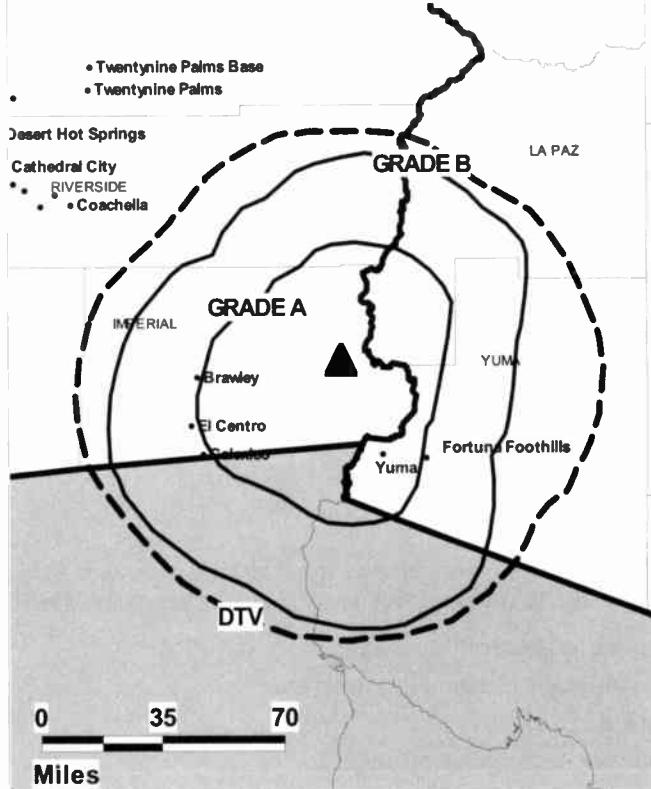 Twentynine Palms Base
Twentynine Palms
Desert Hot Springs
Cathedral City
RIVERSIDE
Coachella
GRADE B
LA PAZ
GRADE A
IMPERIAL
YUMA
Brawley
El Centro
Calexico
Yuma
Fortuna Foothills
DTV
0 35 70
Miles